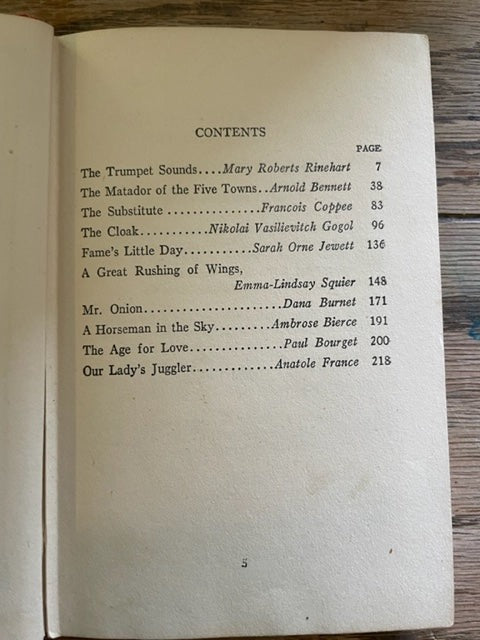 CONTENTS
PAGE
The Trumpet Sounds....Mary Roberts Rinehart 7
The Matador of the Five Towns..Arnold Bennett 38
The Substitute ..............Francois Coppee 83
The Cloak...........Nikolai Vasilievitch Gogol 96
Fame's Little Day...........Sarah Orne Jewett 136
A Great Rushing of Wings,
Emma-Lindsay Squier 148
Mr. Onion......................Dana Burnet 171
A Horseman in the Sky.........Ambrose Bierce 191
The Age for Love...............Paul Bourget 200
Our Lady's Juggler.............Anatole France 218
5